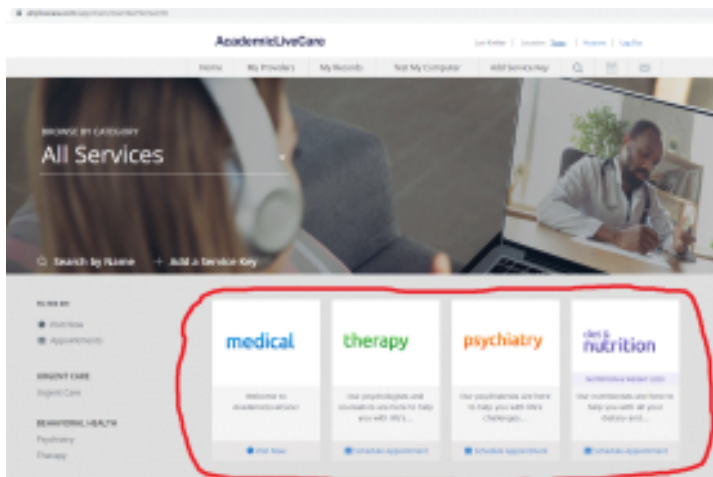 AcademicLiveCare
Home My Providers My Records Test My Computer Add Service Key
BROWSE BY CATEGORY
All Services
Search by Name + Add a Service Key
Visit Now
Appointments
URGENT CARE
Urgent Care
BEHAVIORAL HEALTH
Psychiatry
Therapy
medical
Welcome to
AcademicLiveCare!
Visit Now
therapy
Our psychologists and
counselors are here to help
you with life's...
Schedule Appointment
psychiatry
Our psychiatrists are here
to help you with life's
challenges...
Schedule Appointment
diet &
nutrition
Our nutritionists are here to
help you with all your
dietary and...
Schedule Appointment